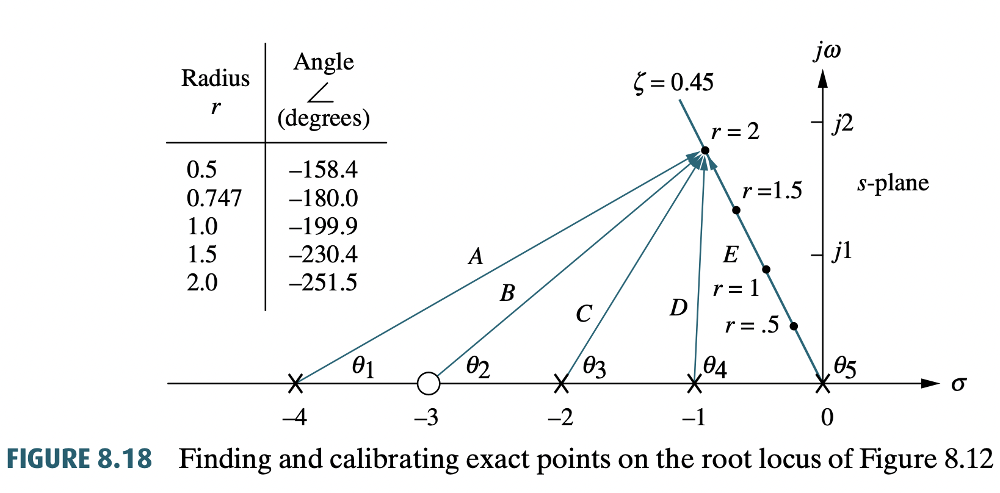 Radius
r
Angle
∠
(degrees)
0.5 –158.4
0.747 –180.0
1.0 –199.9
1.5 –230.4
2.0 –251.5
jω
ζ = 0.45
j2
r = 2
s-plane
r =1.5
A
E
j1
B
r = 1
C
D
r = .5
θ1 θ2 θ3 θ4 θ5
σ
–4 –3 –2 –1 0
FIGURE 8.18 Finding and calibrating exact points on the root locus of Figure 8.12